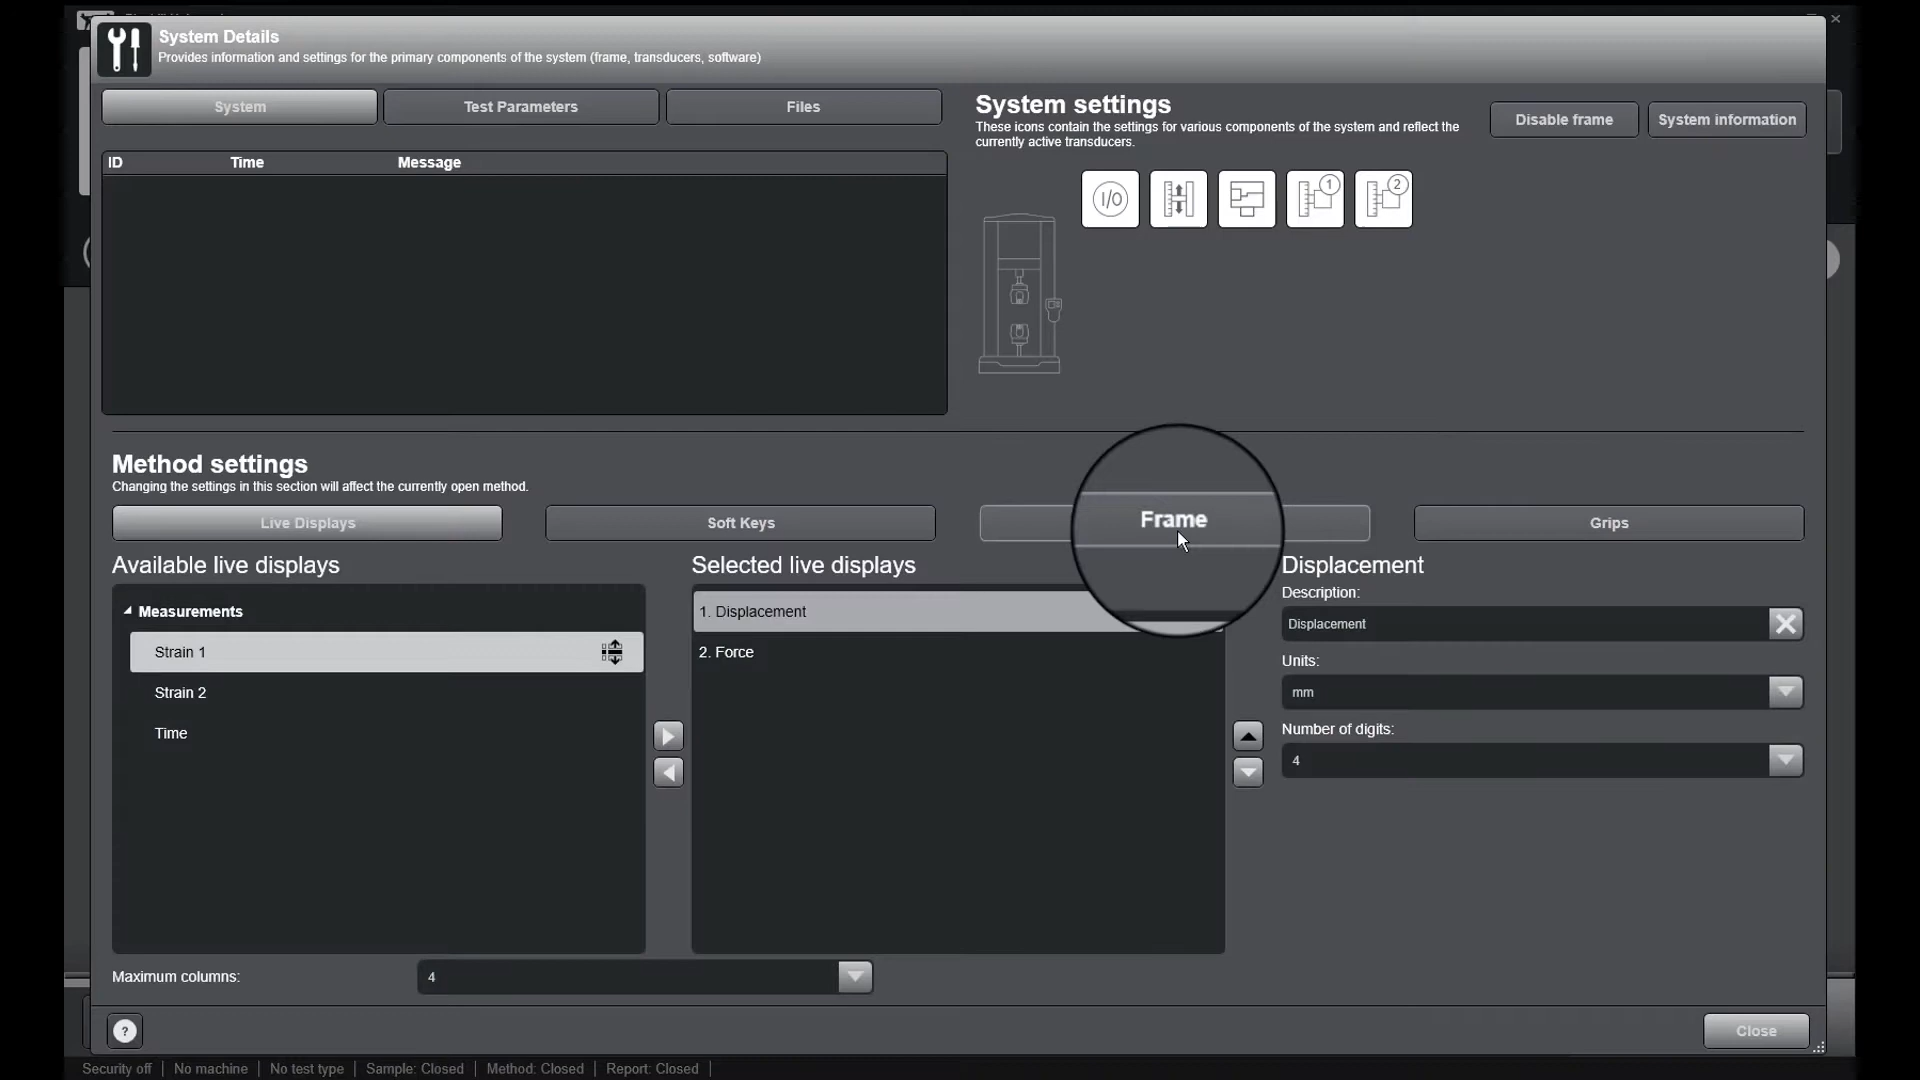 System Details
Provides information and settings for the primary components of the system (frame, transducers, software)
System
Test Parameters
Files
System settings
These icons contain the settings for various components of the system and reflect the
currently active transducers.
Disable frame
System information
ID
Time
Message
I/O
1
2
Method settings
Changing the settings in this section will affect the currently open method.
Live Displays
Soft Keys
Frame
Grips
Available live displays
Measurements
Strain 1
Strain 2
Time
Selected live displays
1. Displacement
2. Force
Displacement
Description:
Displacement
Units:
mm
Number of digits:
4
Maximum columns:
4
?
Close
Security off
No machine
No test type
Sample: Closed
Method: Closed
Report: Closed